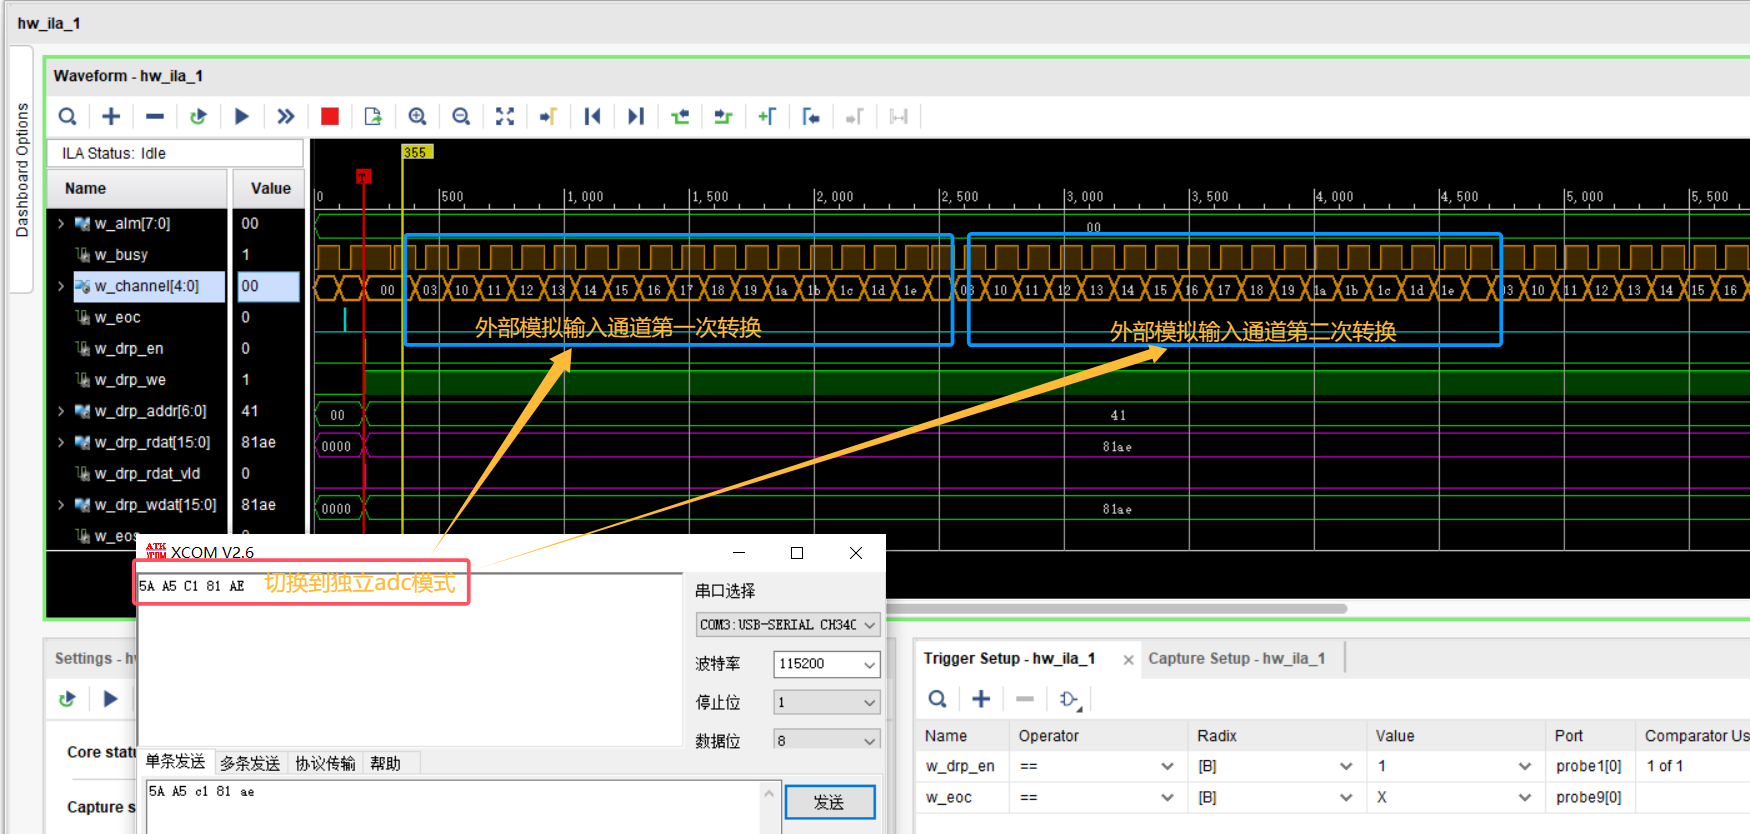 hw_ila_1
Dashboard Options
Waveform - hw_ila_1
ILA Status: Idle
Name Value
w_alm[7:0] 00
w_busy 1
w_channel[4:0] 00
w_eoc 0
w_drp_en 0
w_drp_we 1
w_drp_addr[6:0] 41
w_drp_rdat[15:0] 81ae
w_drp_rdat_vld 0
w_drp_wdat[15:0] 81ae
w_eos
355
T
0 500 1,000 1,500 2,000 2,500 3,000 3,500 4,000 4,500 5,000 5,500
00
00 03 10 11 12 13 14 15 16 17 18 19 1a 1b 1c 1d 1e 03 10 11 12 13 14 15 16 17 18 19 1a 1b 1c 1d 1e 03 10 11 12 13 14 15 16
外部模拟输入通道第一次转换
外部模拟输入通道第二次转换
00 41
0000 81ae
0000 81ae
ATK XCOM XCOM V2.6
5A A5 C1 81 AE 切换到独立adc模式
串口选择
COM3:USB-SERIAL CH34C
波特率 115200
停止位 1
数据位 8
单条发送 多条发送 协议传输 帮助
5A A5 c1 81 ae
发送
Settings - hw
Core statu
Capture s
Trigger Setup - hw_ila_1 Capture Setup - hw_ila_1
Name Operator Radix Value Port Comparator Us
w_drp_en == [B] 1 probe1[0] 1 of 1
w_eoc == [B] X probe9[0]